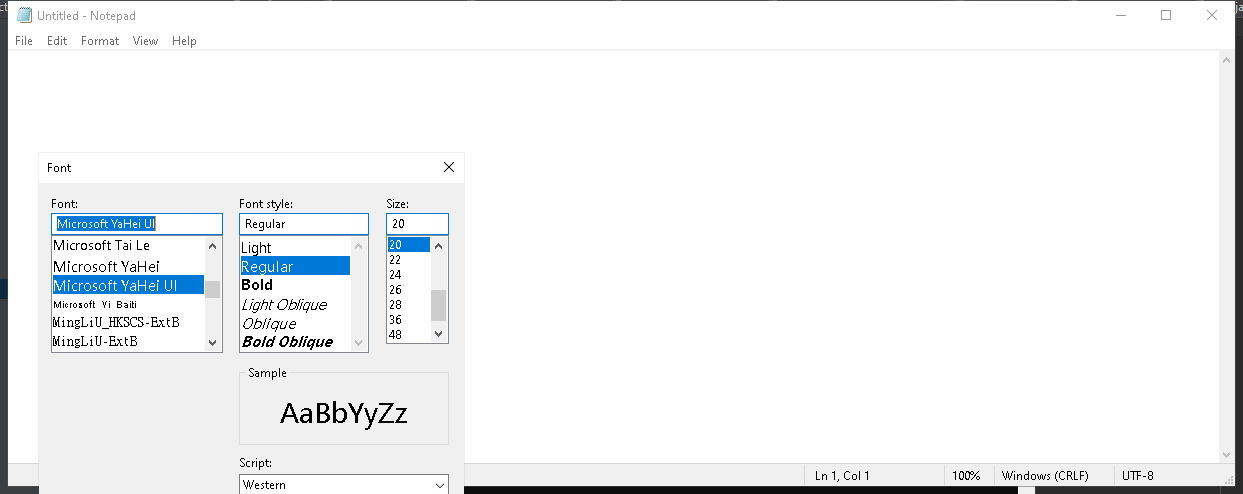 Untitled - Notepad
File Edit Format View Help
Font
Font: Font style: Size:
Microsoft YaHei UI Regular 20
Microsoft Tai Le Light 20
Microsoft YaHei Regular 22
Microsoft YaHei UI Bold 24
Microsoft Yi Baiti Light Oblique 26
MingLiU_HKSCS-ExtB Oblique 28
MingLiU-ExtB Bold Oblique 36
48
Sample
AaBbYyZz
Script:
Western
Ln 1, Col 1 100% Windows (CRLF) UTF-8